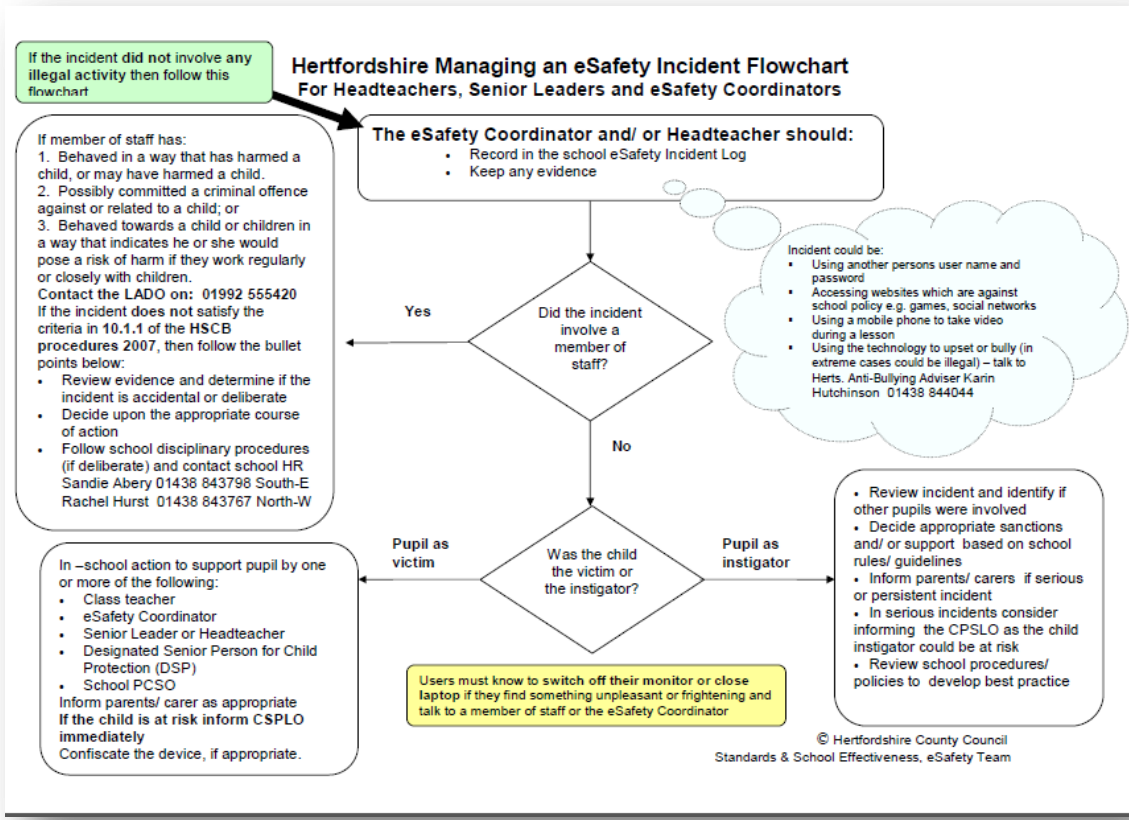 If the incident did not involve any
illegal activity then follow this
flowchart
Hertfordshire Managing an eSafety Incident Flowchart
For Headteachers, Senior Leaders and eSafety Coordinators
The eSafety Coordinator and/ or Headteacher should:
• Record in the school eSafety Incident Log
• Keep any evidence
If member of staff has:
1. Behaved in a way that has harmed a
child, or may have harmed a child.
2. Possibly committed a criminal offence
against or related to a child; or
3. Behaved towards a child or children in
a way that indicates he or she would
pose a risk of harm if they work regularly
or closely with children.
Contact the LADO on: 01992 555420
If the incident does not satisfy the
criteria in 10.1.1 of the HSCB
procedures 2007, then follow the bullet
points below:
• Review evidence and determine if the
incident is accidental or deliberate
• Decide upon the appropriate course
of action
• Follow school disciplinary procedures
(if deliberate) and contact school HR
Sandie Abery 01438 843798 South-E
Rachel Hurst 01438 843767 North-W
Yes
Did the incident
involve a
member of
staff?
Incident could be:
▪ Using another persons user name and
password
▪ Accessing websites which are against
school policy e.g. games, social networks
▪ Using a mobile phone to take video
during a lesson
▪ Using the technology to upset or bully (in
extreme cases could be illegal) – talk to
Herts. Anti-Bullying Adviser Karin
Hutchinson 01438 844044
No
Pupil as
victim
Was the child
the victim or
the instigator?
Pupil as
instigator
In –school action to support pupil by one
or more of the following:
• Class teacher
• eSafety Coordinator
• Senior Leader or Headteacher
• Designated Senior Person for Child
Protection (DSP)
• School PCSO
Inform parents/ carer as appropriate
If the child is at risk inform CSPLO
immediately
Confiscate the device, if appropriate.
• Review incident and identify if
other pupils were involved
• Decide appropriate sanctions
and/ or support based on school
rules/ guidelines
• Inform parents/ carers if serious
or persistent incident
• In serious incidents consider
informing the CPSLO as the child
instigator could be at risk
• Review school procedures/
policies to develop best practice
Users must know to switch off their monitor or close
laptop if they find something unpleasant or frightening and
talk to a member of staff or the eSafety Coordinator
© Hertfordshire County Council
Standards & School Effectiveness, eSafety Team